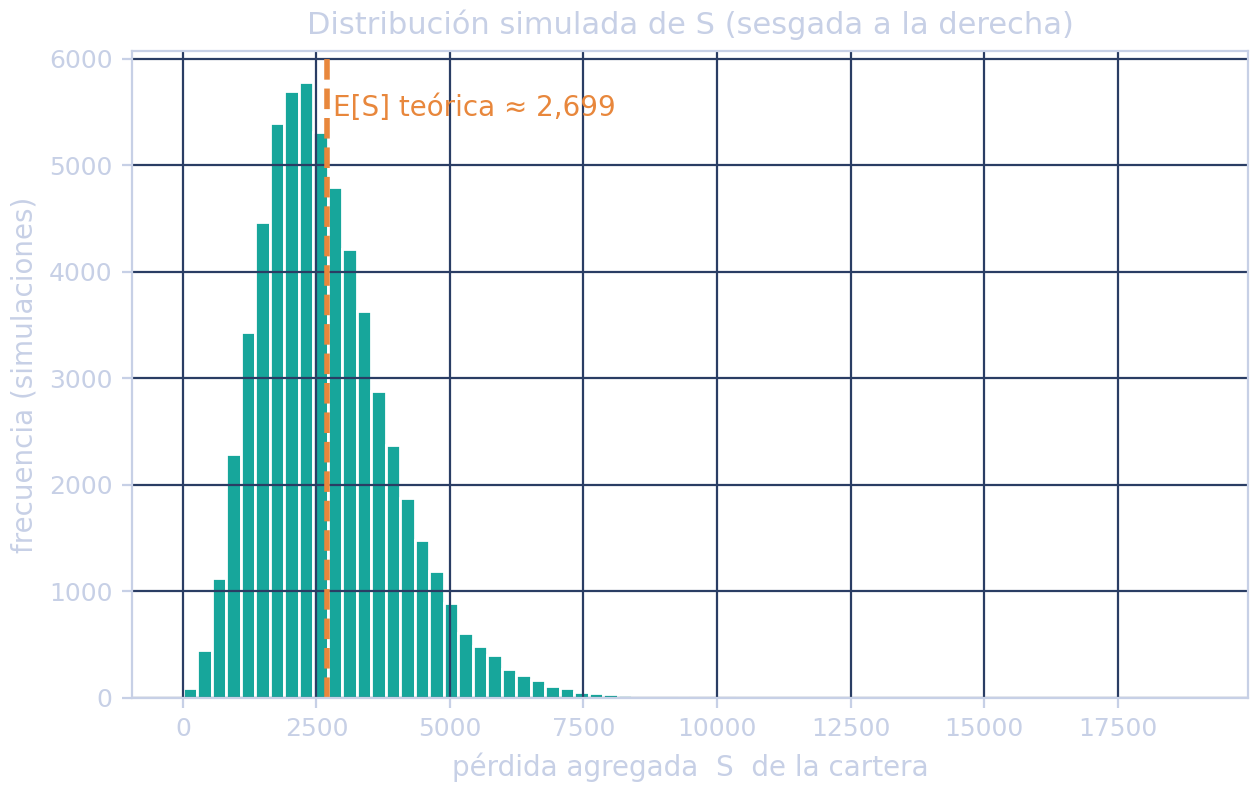 Distribución simulada de S (sesgada a la derecha)
E[S] teórica ≈ 2,699
frecuencia (simulaciones)
6000
5000
4000
3000
2000
1000
0
0 2500 5000 7500 10000 12500 15000 17500
pérdida agregada S de la cartera